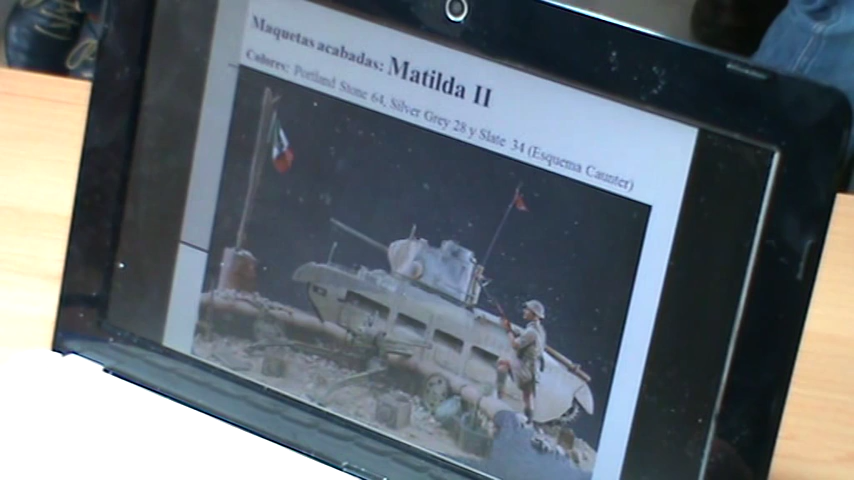 Maquetas acabadas: Matilda II
Colores: Portland Stone 64, Silver Grey 28 y Slate 34 (Esquema Caunter)